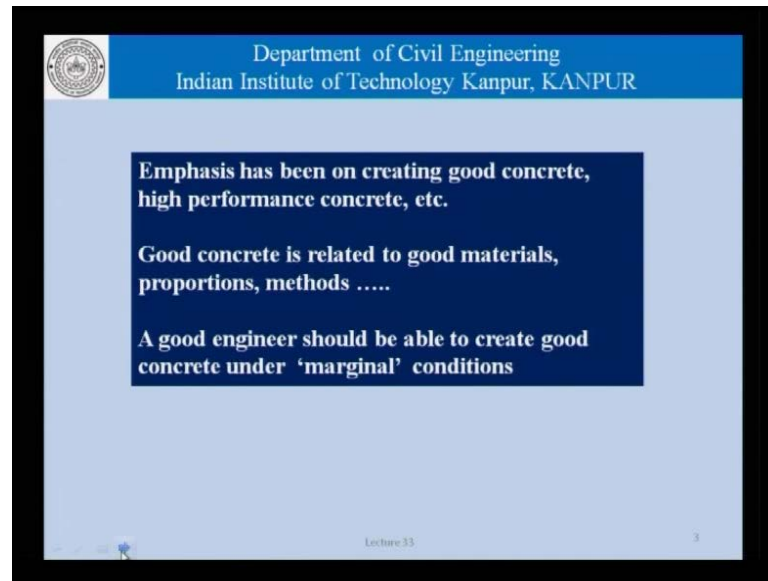 Department of Civil Engineering
Indian Institute of Technology Kanpur, KANPUR
Emphasis has been on creating good concrete,
high performance concrete, etc.
Good concrete is related to good materials,
proportions, methods .....
A good engineer should be able to create good
concrete under ‘marginal’ conditions
Lecture 33
3